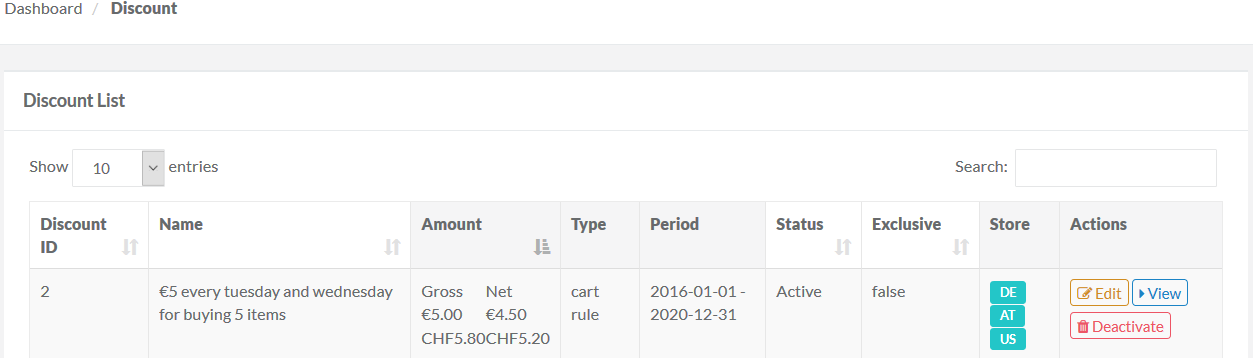 Dashboard / Discount
Discount List
Show 10 entries Search:
Discount ID Name Amount Type Period Status Exclusive Store Actions
2 €5 every tuesday and wednesday Gross Net cart 2016-01-01 - Active false DE Edit View
for buying 5 items €5.00 €4.50 rule 2020-12-31 AT Deactivate
CHF5.80 CHF5.20 US